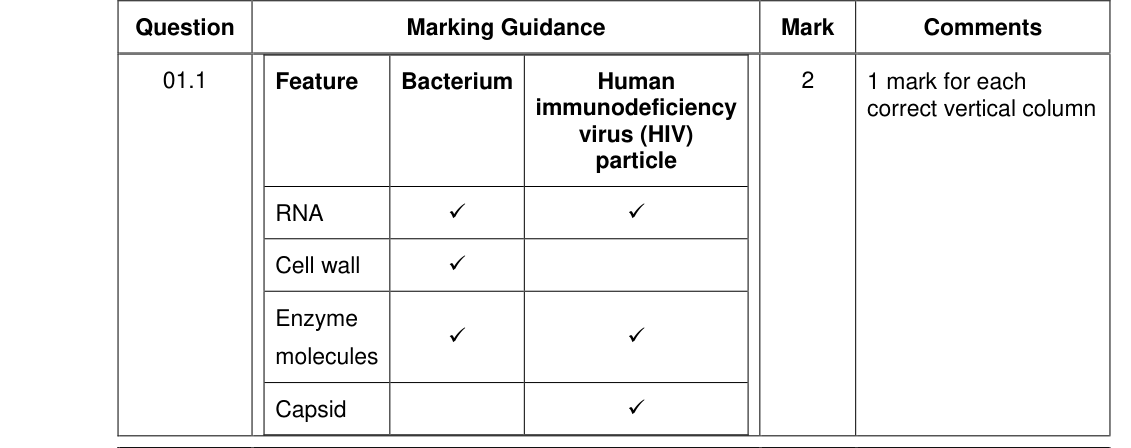 Question Marking Guidance Mark Comments
01.1 Feature Bacterium Human immunodeficiency virus (HIV) particle 2 1 mark for each correct vertical column
RNA ✓ ✓
Cell wall ✓
Enzyme molecules ✓ ✓
Capsid ✓